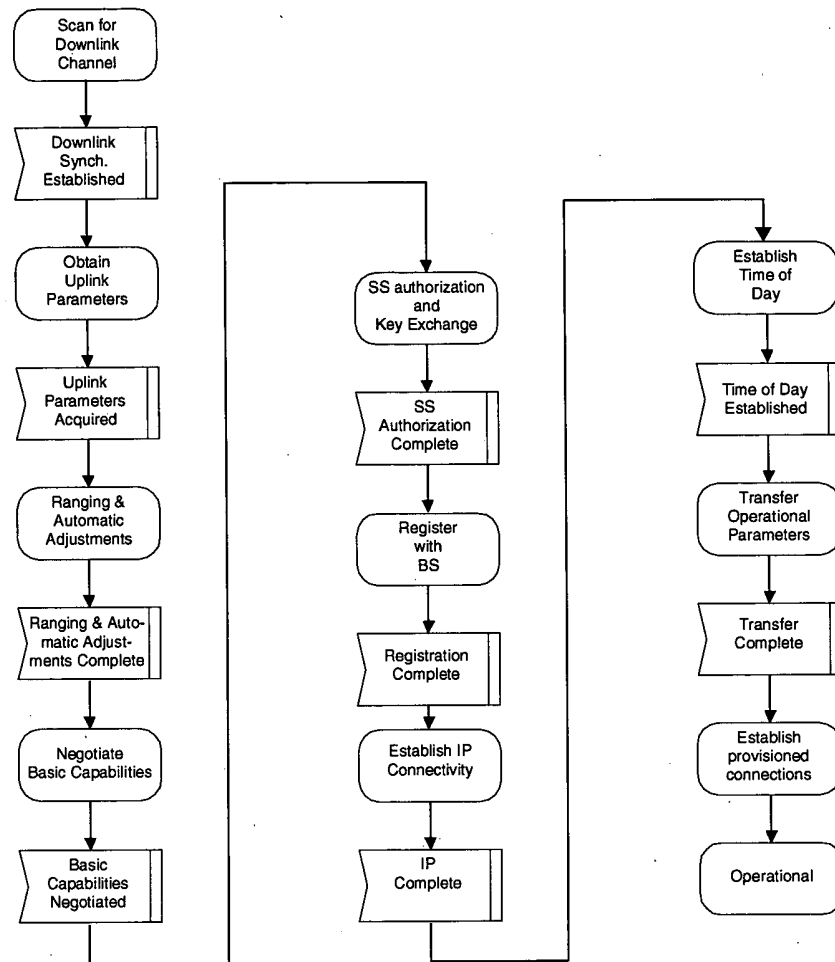 Scan for
Downlink
Channel
Downlink
Synch.
Established
Obtain
Uplink
Parameters
Uplink
Parameters
Acquired
Ranging &
Automatic
Adjustments
Ranging & Auto-
matic Adjust-
ments Complete
Negotiate
Basic Capabilities
Basic
Capabilities
Negotiated
SS authorization
and
Key Exchange
SS
Authorization
Complete
Register
with
BS
Registration
Complete
Establish IP
Connectivity
IP
Complete
Establish
Time of
Day
Time of Day
Established
Transfer
Operational
Parameters
Transfer
Complete
Establish
provisioned
connections
Operational